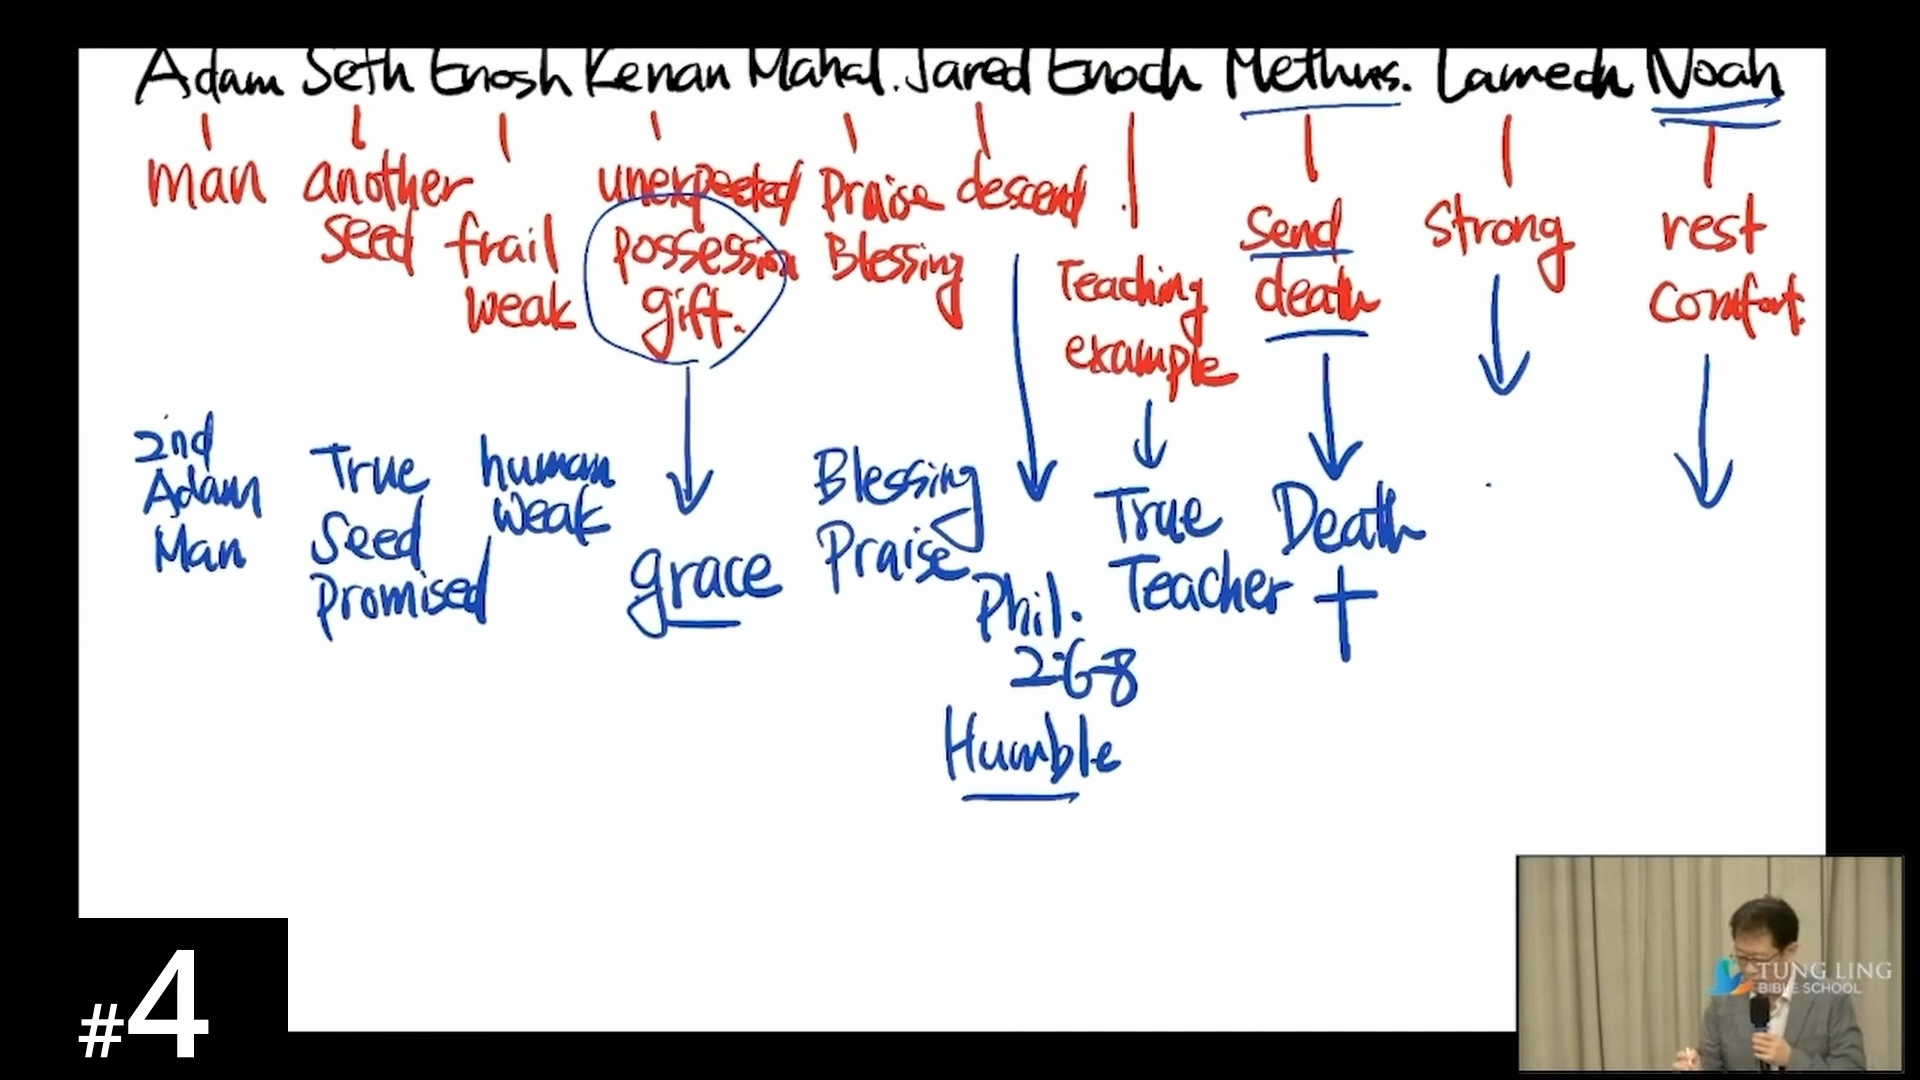 Adam Seth Enosh Kenan Mahal. Jared Enoch Methus. Lamech Noah
man
another
seed
frail
weak
unexpected
possession
gift.
Praise
Blessing
descend
Teaching
example
Send
death
strong
rest
comfort.
2nd
Adam
Man
True
Seed
Promised
human
weak
grace
Blessing
Praise
Phil.
2:6-8
Humble
True
Teacher
Death
#4
TUNG LING
BIBLE SCHOOL